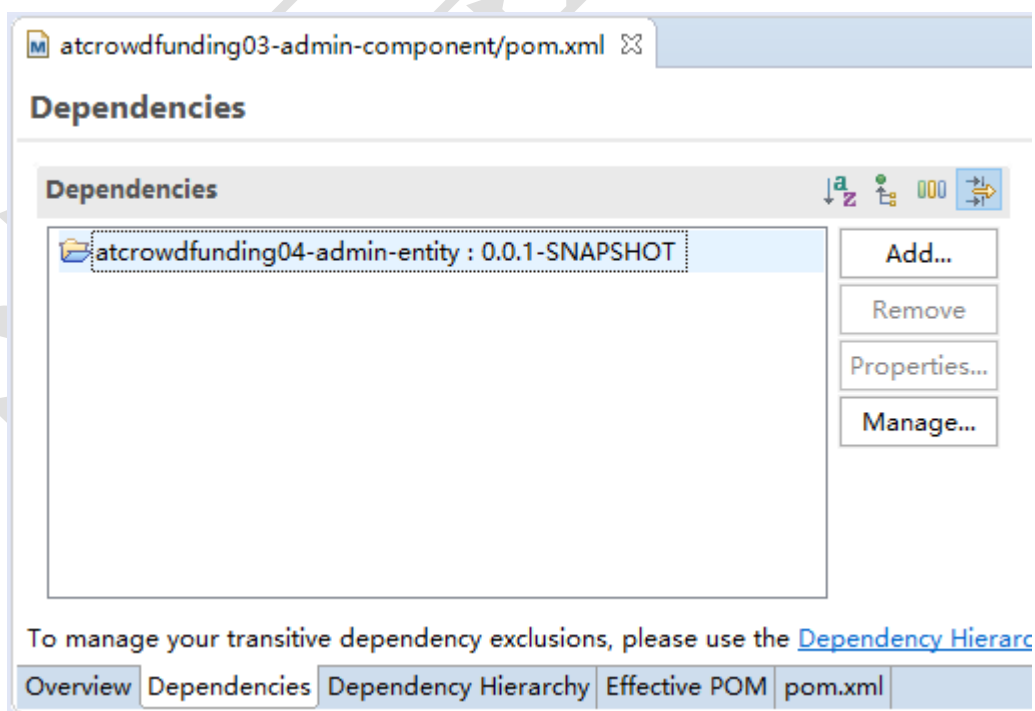 atcrowdfunding03-admin-component/pom.xml
Dependencies
Dependencies
atcrowdfunding04-admin-entity : 0.0.1-SNAPSHOT
Add...
Remove
Properties...
Manage...
To manage your transitive dependency exclusions, please use the Dependency Hierarc
Overview Dependencies Dependency Hierarchy Effective POM pom.xml